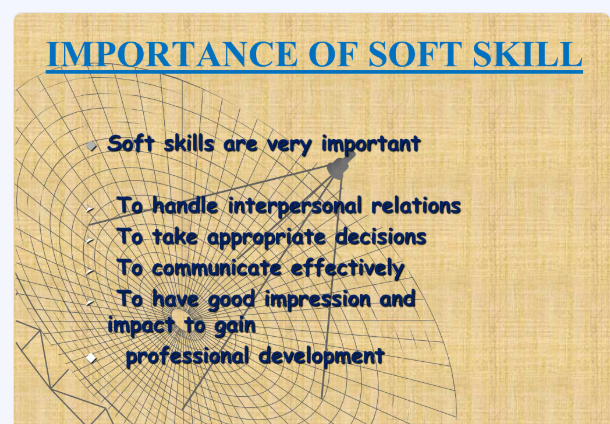 IMPORTANCE OF SOFT SKILL
Soft skills are very important
To handle interpersonal relations
To take appropriate decisions
To communicate effectively
To have good impression and
impact to gain
professional development